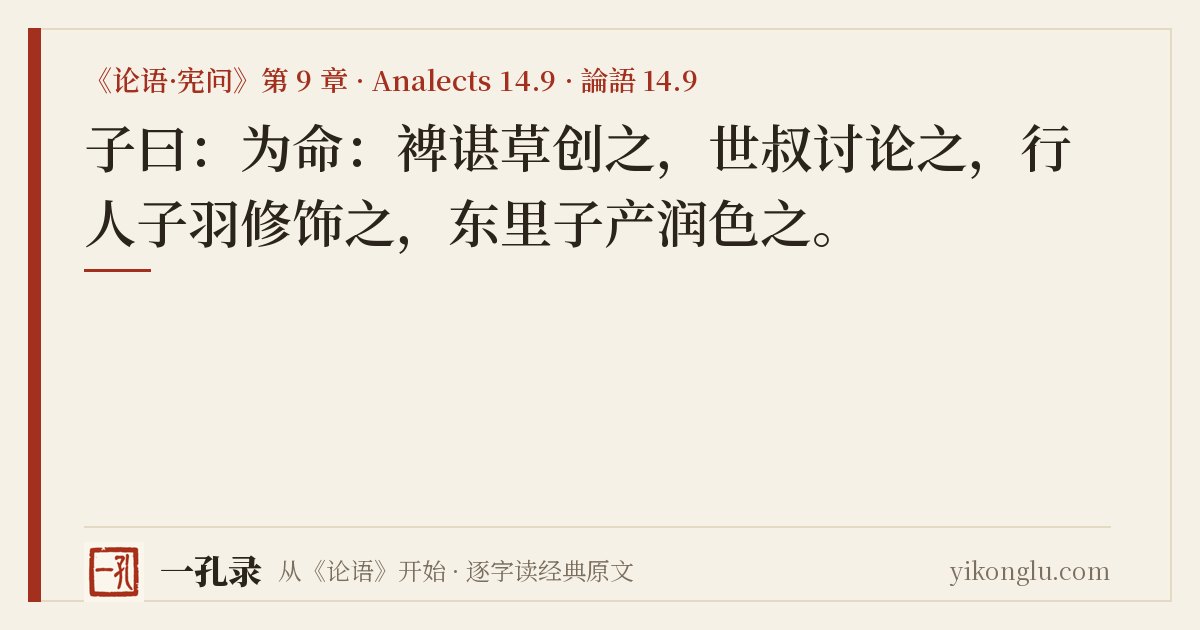 《论语·宪问》第 9 章 · Analects 14.9 · 論語 14.9
子曰：为命：裨谌草创之，世叔讨论之，行
人子羽修饰之，东里子产润色之。
一孔
一孔录 从《论语》开始 · 逐字读经典原文 yikonglu.com